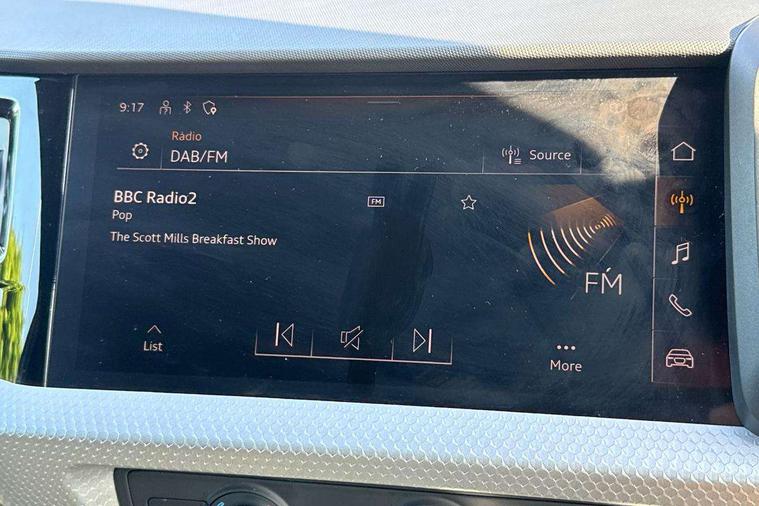 9:17
Radio
DAB/FM
Source
BBC Radio2
FM
Pop
The Scott Mills Breakfast Show
FM
List
More